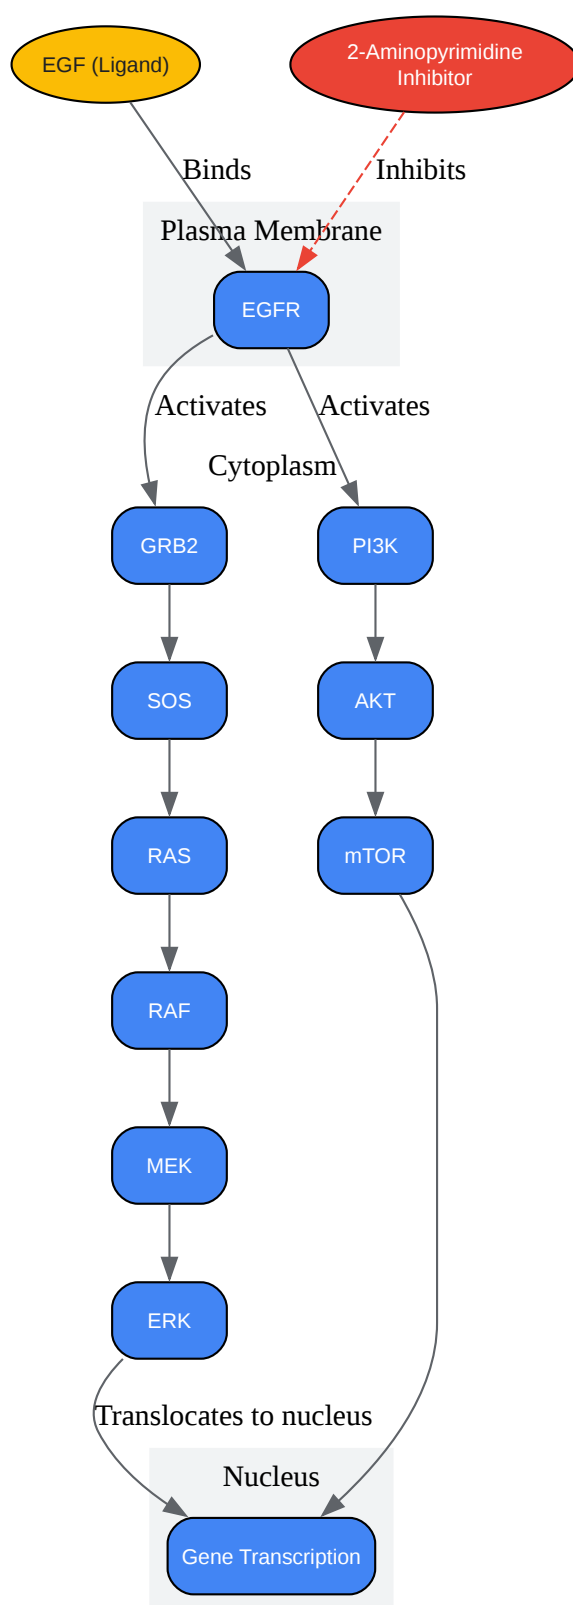 EGF (Ligand)
2-Aminopyrimidine
Inhibitor
Binds
Inhibits
Plasma Membrane
EGFR
Activates
Activates
Cytoplasm
GRB2
PI3K
SOS
AKT
RAS
mTOR
RAF
MEK
ERK
Translocates to nucleus
Nucleus
Gene Transcription